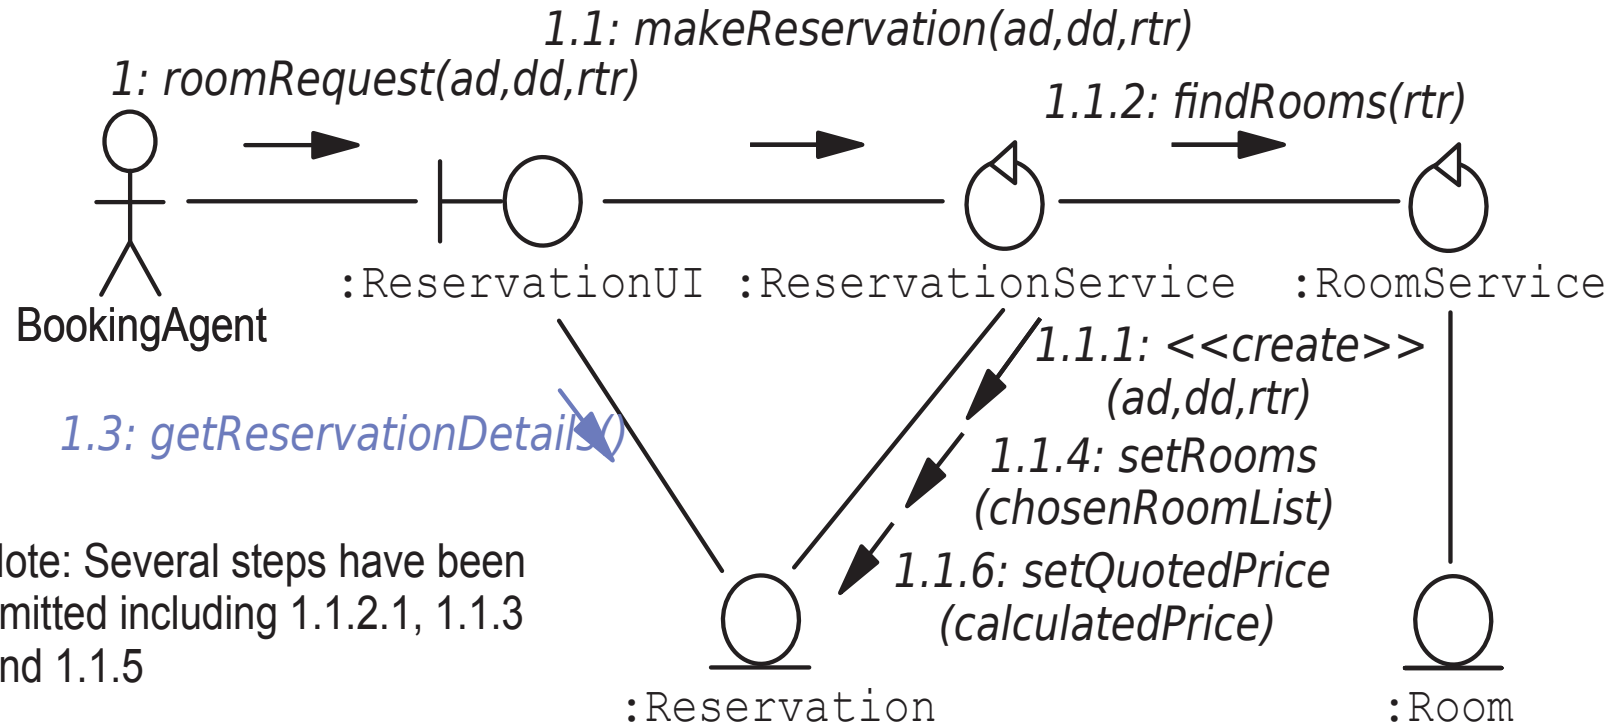 1.1: makeReservation(ad,dd,rtr)
1: roomRequest(ad,dd,rtr)
1.1.2: findRooms(rtr)
:ReservationUI
:ReservationService
:RoomService
BookingAgent
1.1.1: <<create>>
(ad,dd,rtr)
1.3: getReservationDetails()
1.1.4: setRooms
(chosenRoomList)
1.1.6: setQuotedPrice
(calculatedPrice)
lote: Several steps have been
mitted including 1.1.2.1, 1.1.3
nd 1.1.5
:Reservation
:Room